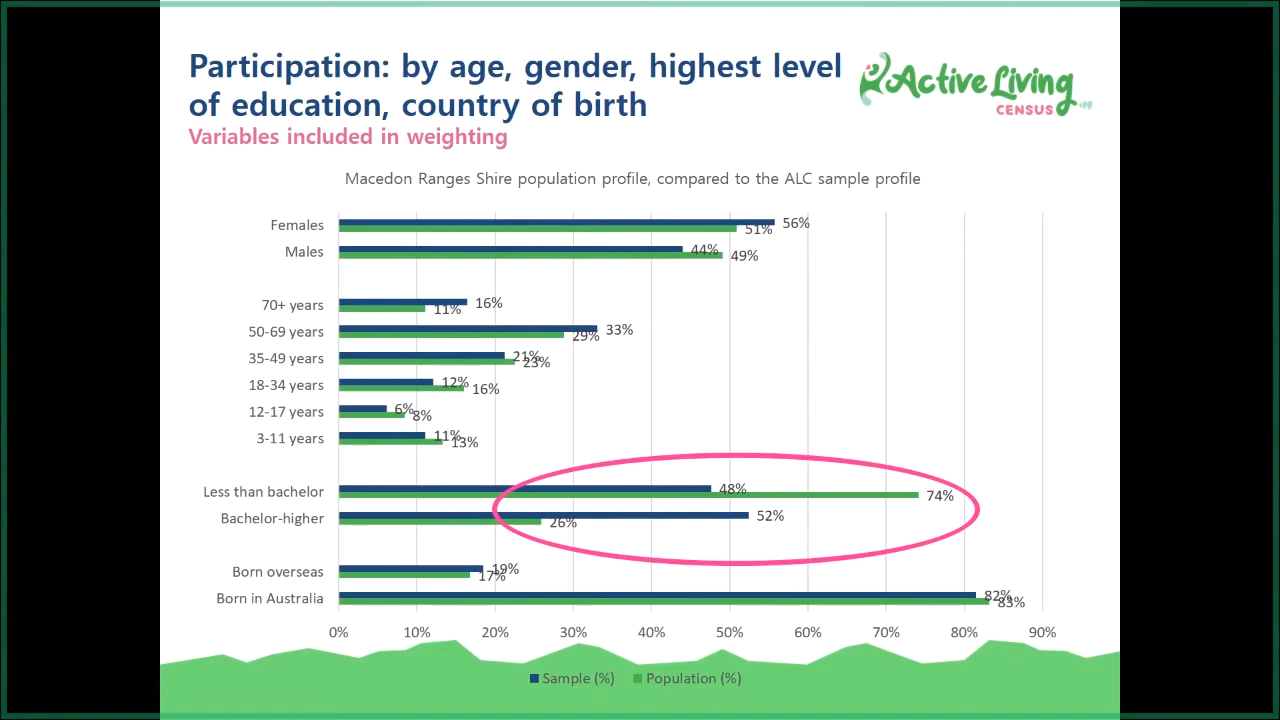 Participation: by age, gender, highest level
of education, country of birth
Variables included in weighting
Active Living
CENSUS
Macedon Ranges Shire population profile, compared to the ALC sample profile
Females 56% 51%
Males 44% 49%
70+ years 16% 11%
50-69 years 33% 29%
35-49 years 21% 23%
18-34 years 12% 16%
12-17 years 6% 8%
3-11 years 11% 13%
Less than bachelor 48% 74%
Bachelor-higher 52% 26%
Born overseas 19% 17%
Born in Australia 82% 83%
0% 10% 20% 30% 40% 50% 60% 70% 80% 90%
Sample (%) Population (%)